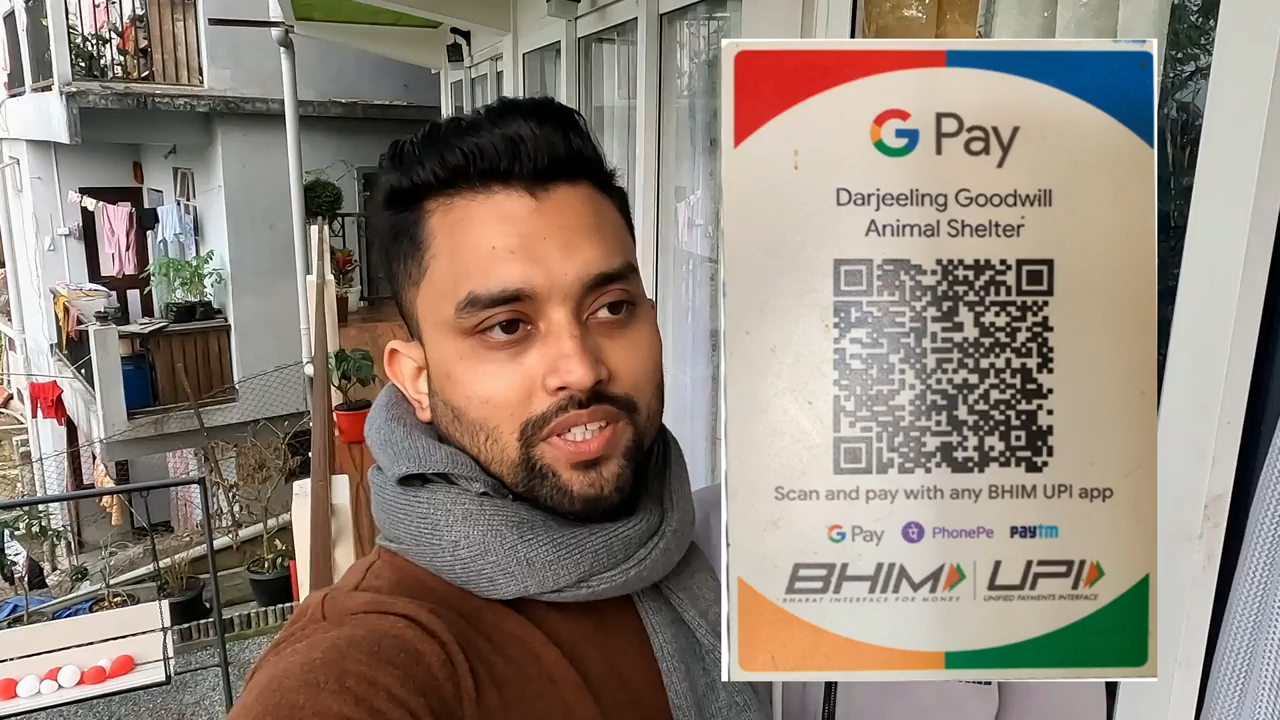 G Pay
Darjeeling Goodwill
Animal Shelter
Scan and pay with any BHIM UPI app
G Pay PhonePe paytm
BHIM UPI
BHARAT INTERFACE FOR MONEY UNIFIED PAYMENTS INTERFACE